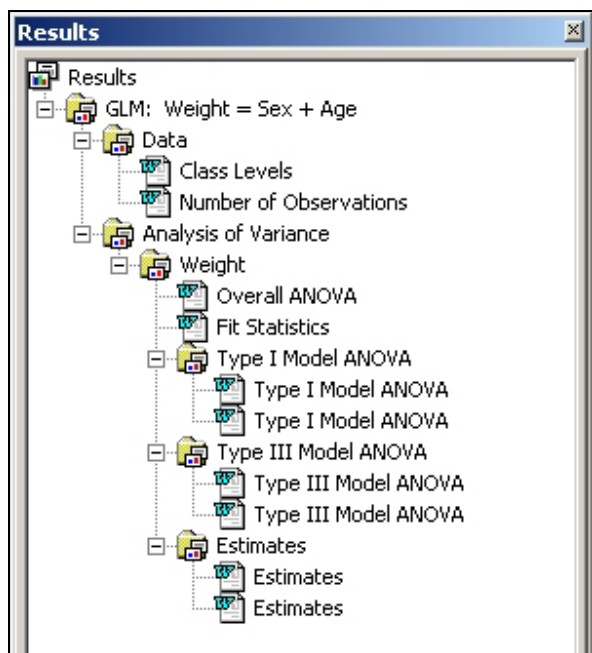 Results
Results
GLM:  Weight = Sex + Age
Data
Class Levels
Number of Observations
Analysis of Variance
Weight
Overall ANOVA
Fit Statistics
Type I Model ANOVA
Type I Model ANOVA
Type I Model ANOVA
Type III Model ANOVA
Type III Model ANOVA
Type III Model ANOVA
Estimates
Estimates
Estimates